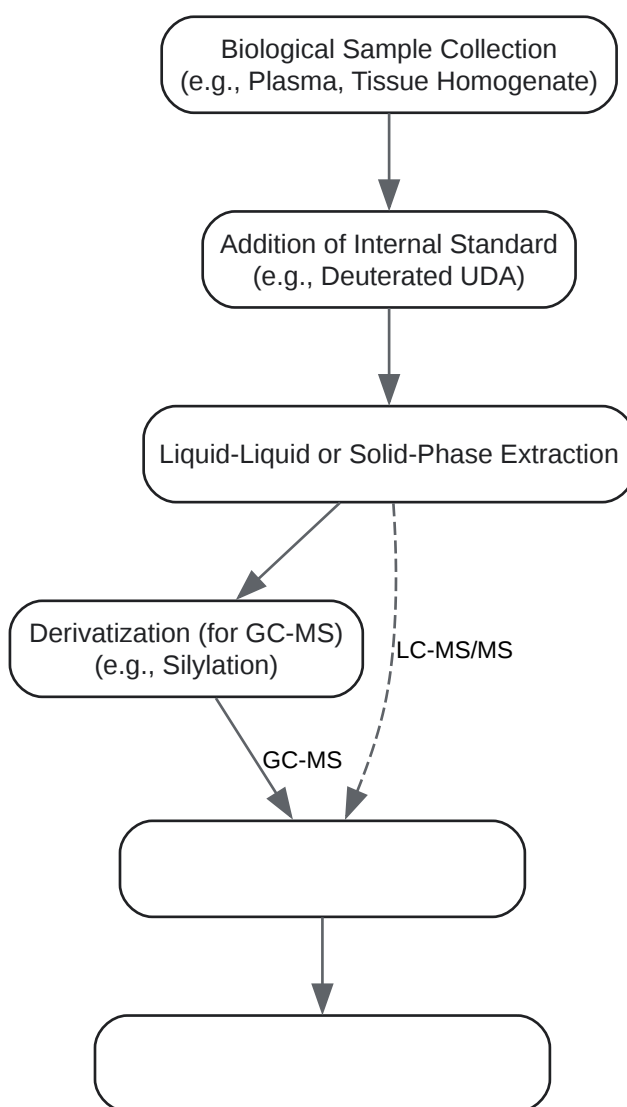 Biological Sample Collection
(e.g., Plasma, Tissue Homogenate)
Addition of Internal Standard
(e.g., Deuterated UDA)
Liquid-Liquid or Solid-Phase Extraction
Derivatization (for GC-MS)
(e.g., Silylation)
LC-MS/MS
GC-MS